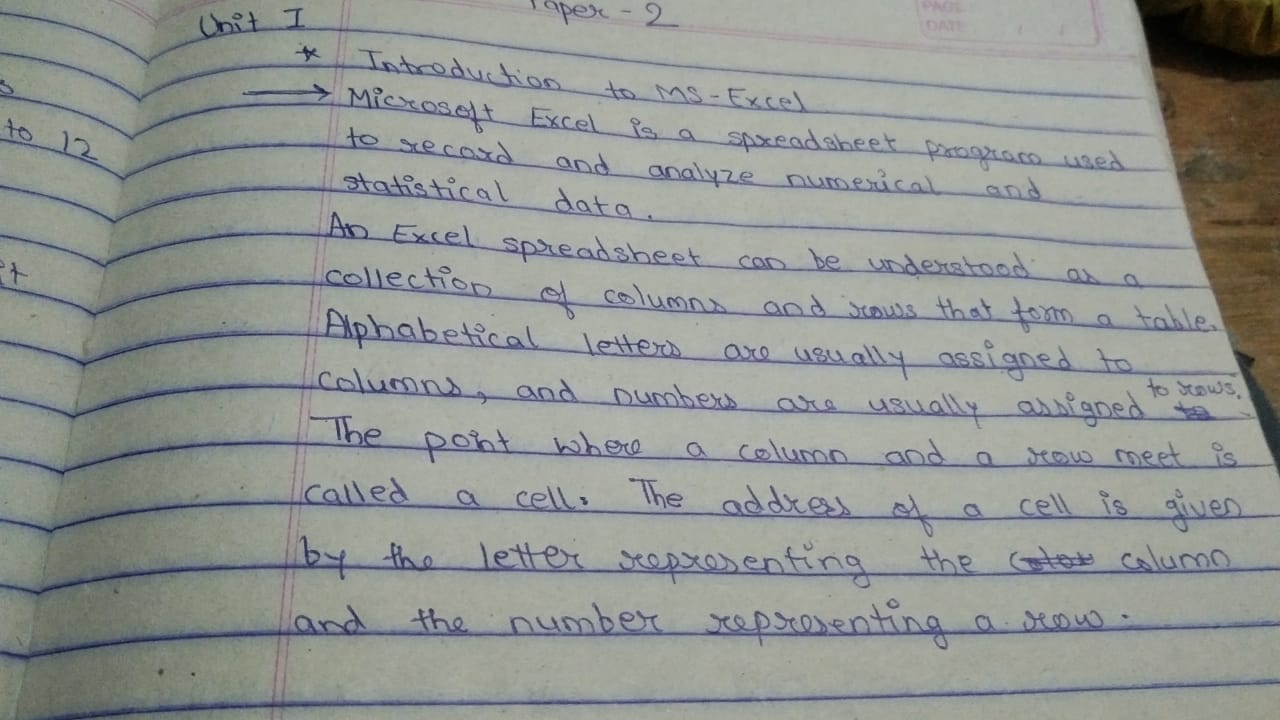 Paper - 2
Unit I
* Introduction to MS-Excel
→ Microsoft Excel is a spreadsheet program used
to record and analyze numerical and
statistical data.
An Excel spreadsheet can be understood as a
collection of columns and rows that form a table.
Alphabetical letters are usually assigned to
columns, and numbers are usually assigned to rows.
The point where a column and a row meet is
called a cell. The address of a cell is given
by the letter representing the column
and the number representing a row.
PAGE
DATE
to 12